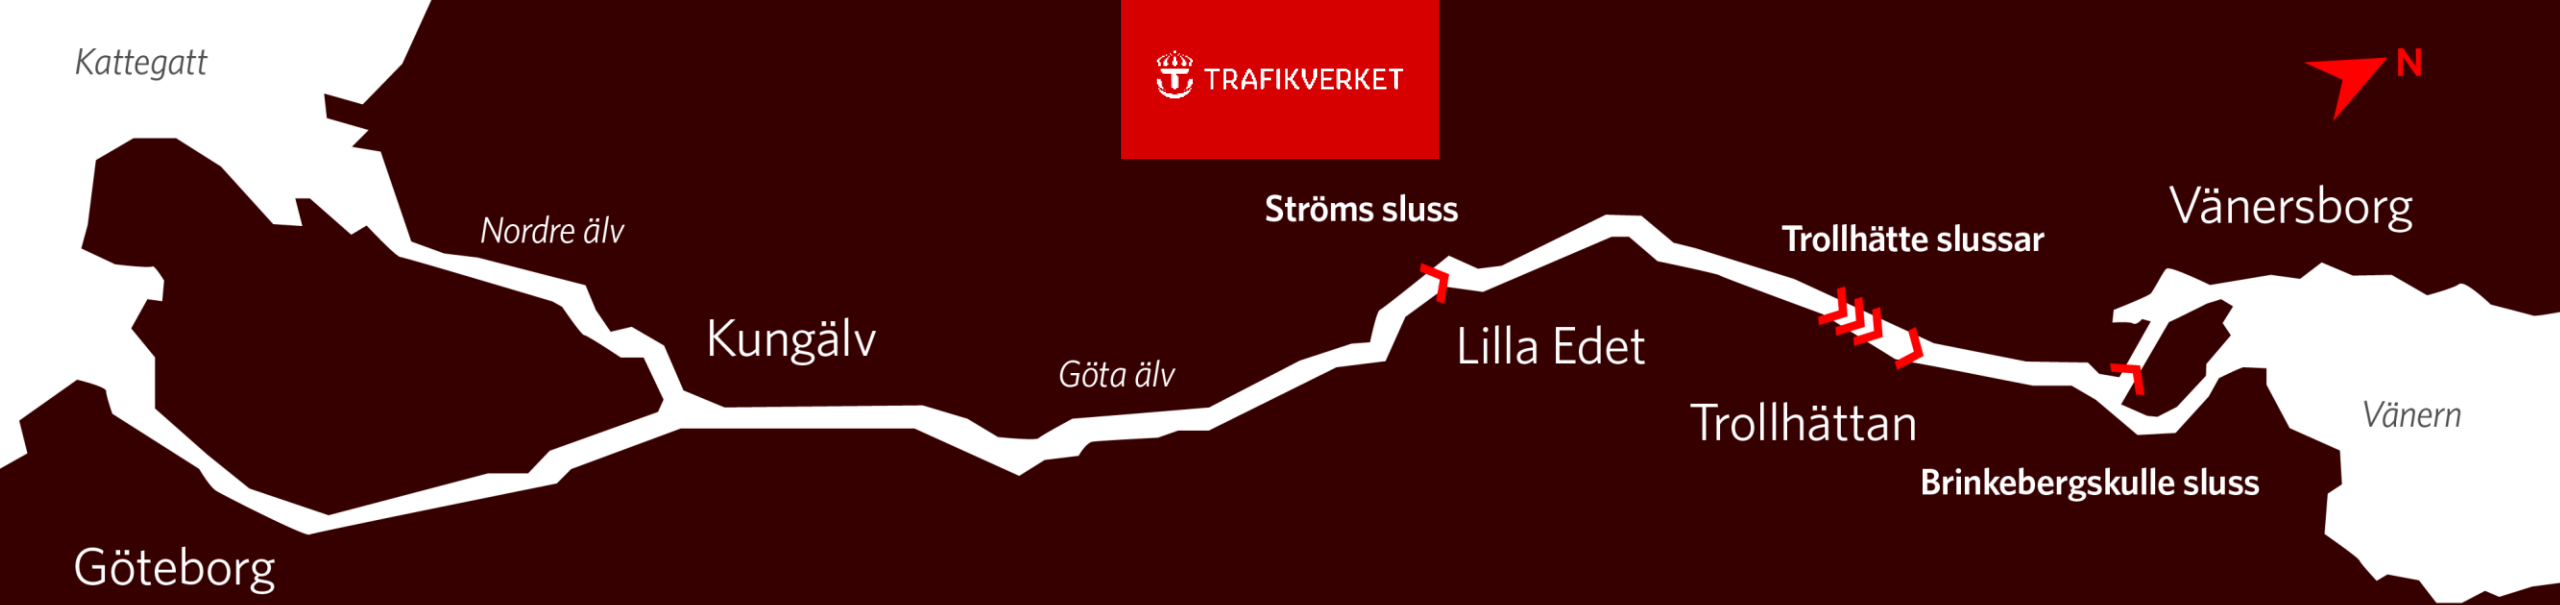 Kattegatt
TRAFIKVERKET
N
Nordre älv
Ströms sluss
Trollhätte slussar
Vänersborg
Kungälv
Göta älv
Lilla Edet
Trollhättan
Vänern
Brinkebergskulle sluss
Göteborg